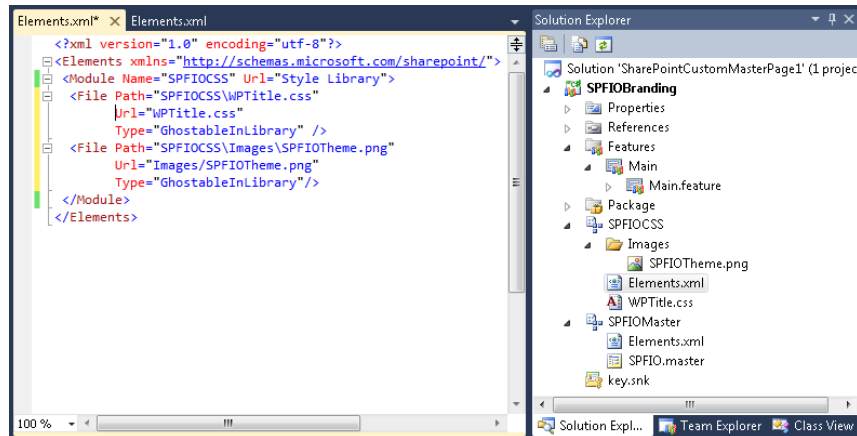 Elements.xml* Elements.xml
<?xml version="1.0" encoding="utf-8"?>
<Elements xmlns="http://schemas.microsoft.com/sharepoint/">
<Module Name="SPFIOCSS" Url="Style Library">
<File Path="SPFIOCSS\WPTitle.css"
Url="WPTitle.css"
Type="GhostableInLibrary" />
<File Path="SPFIOCSS\Images\SPFIOTheme.png"
Url="Images/SPFIOTheme.png"
Type="GhostableInLibrary"/>
</Module>
</Elements>
100 %
Solution Explorer
Solution 'SharePointCustomMasterPage1' (1 projec
SPFIOBranding
Properties
References
Features
Main
Main.feature
Package
SPFIOCSS
Images
SPFIOTheme.png
Elements.xml
WPTitle.css
SPFIOMaster
Elements.xml
SPFIO.master
key.snk
Solution Expl... Team Explorer Class View